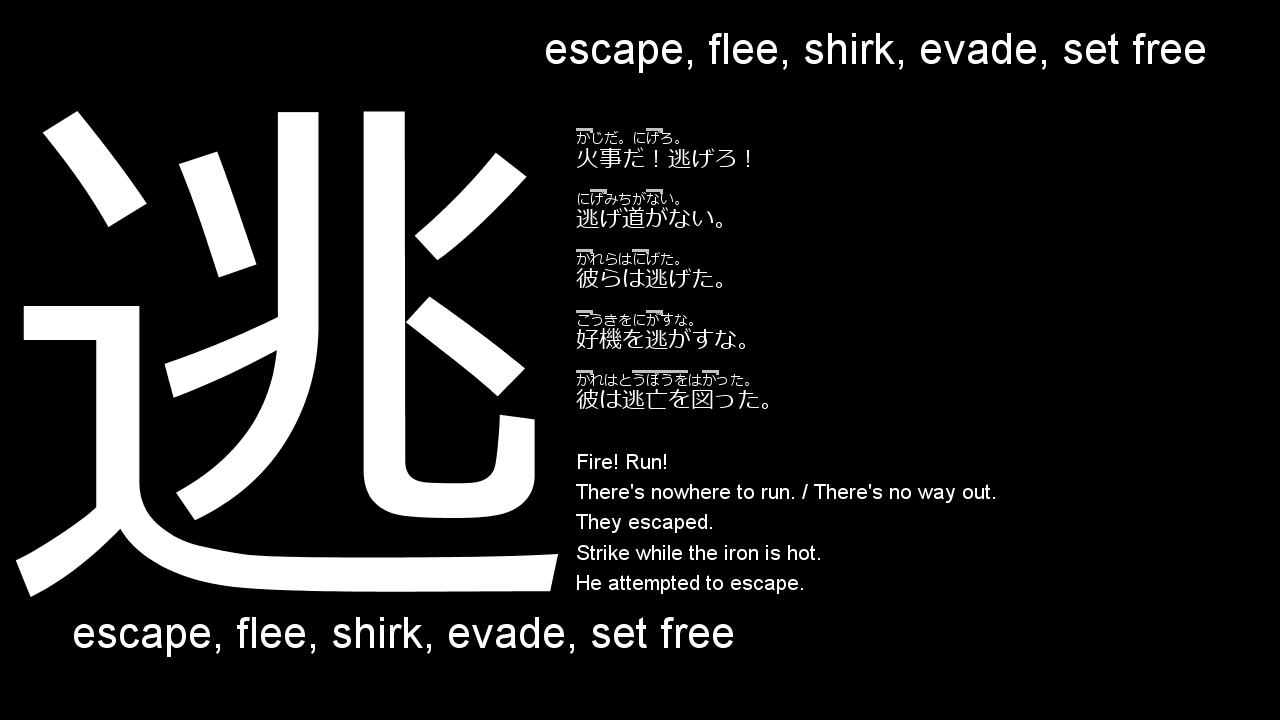 escape, flee, shirk, evade, set free
逃
かじだ。にげろ。
火事だ！逃げろ！
にげみちがない。
逃げ道がない。
かれらはにげた。
彼らは逃げた。
こうきをにがすな。
好機を逃がすな。
かれはとうぼうをはかった。
彼は逃亡を図った。
Fire! Run!
There's nowhere to run. / There's no way out.
They escaped.
Strike while the iron is hot.
He attempted to escape.
escape, flee, shirk, evade, set free